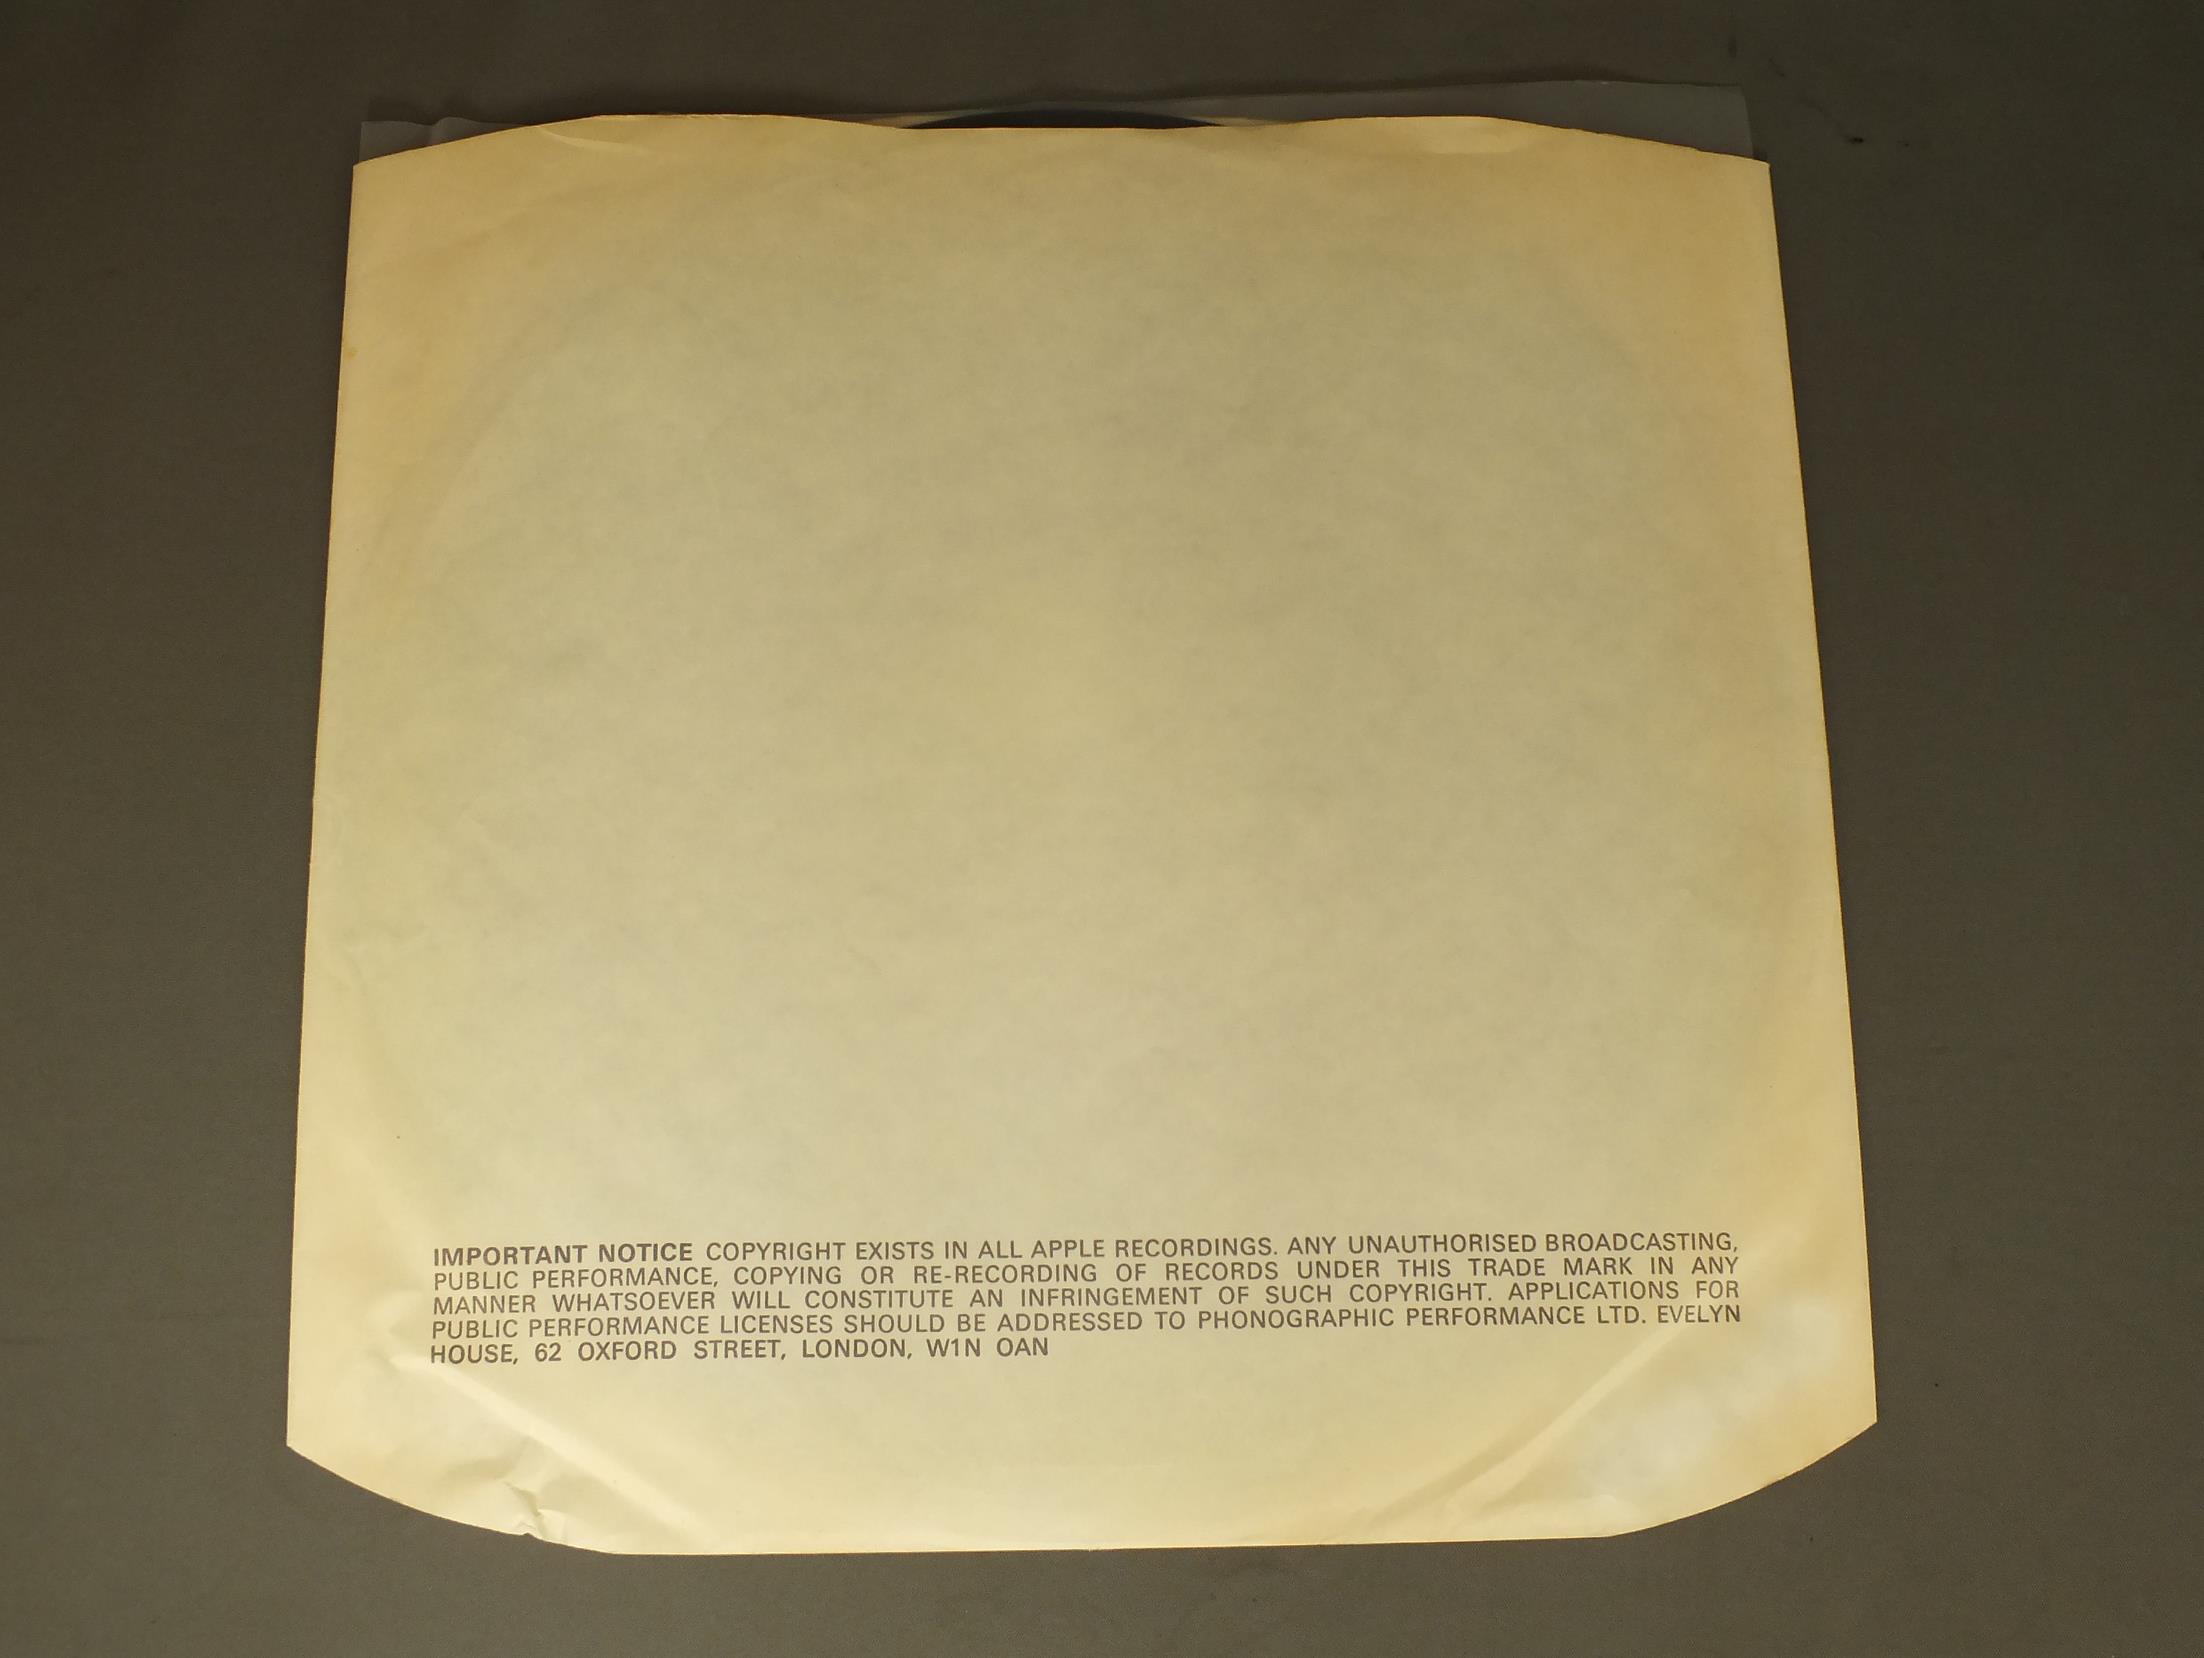 IMPORTANT NOTICE COPYRIGHT EXISTS IN ALL APPLE RECORDINGS. ANY UNAUTHORISED BROADCASTING,
PUBLIC PERFORMANCE, COPYING OR RE-RECORDING OF RECORDS UNDER THIS TRADE MARK IN ANY
MANNER WHATSOEVER WILL CONSTITUTE AN INFRINGEMENT OF SUCH COPYRIGHT. APPLICATIONS FOR
PUBLIC PERFORMANCE LICENSES SHOULD BE ADDRESSED TO PHONOGRAPHIC PERFORMANCE LTD. EVELYN
HOUSE, 62 OXFORD STREET, LONDON, W1N OAN